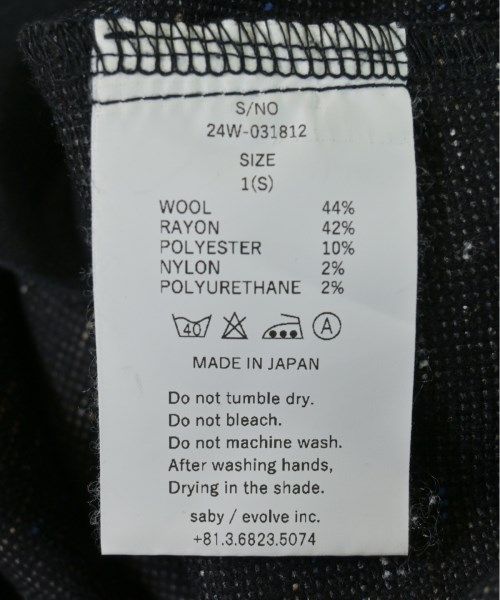 S/NO
24W-031812
SIZE
1(S)
WOOL 44%
RAYON 42%
POLYESTER 10%
NYLON 2%
POLYURETHANE 2%
40 A
MADE IN JAPAN
Do not tumble dry.
Do not bleach.
Do not machine wash.
After washing hands,
Drying in the shade.
saby / evolve inc.
+81.3.6823.5074